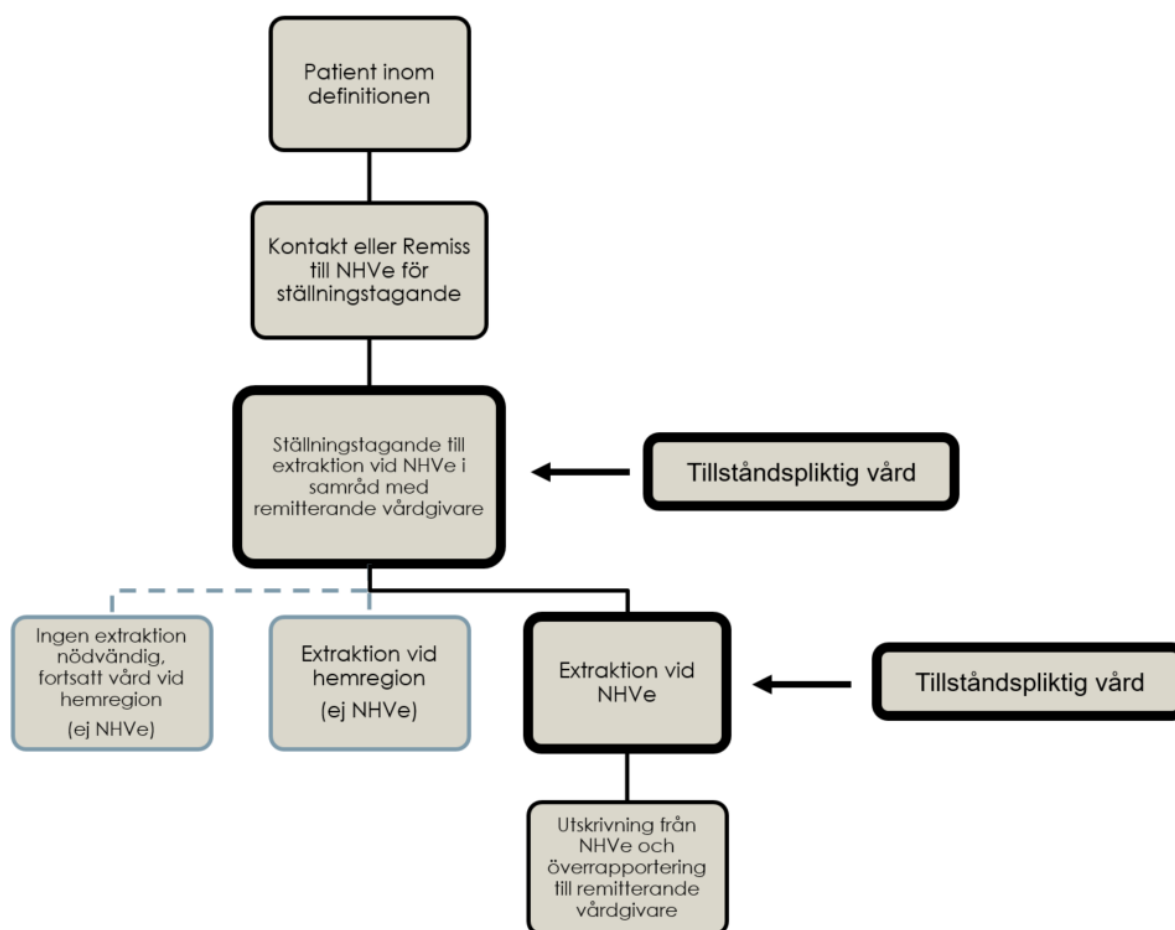 Patient inom
definitionen
Kontakt eller Remiss
till NHVe för
ställningstagande
Ställningstagande till
extraktion vid NHVe i
samråd med
remitterande vårdgivare
Tillståndspliktig vård
Ingen extraktion
nödvändig,
fortsatt vård vid
hemregion
(ej NHVe)
Extraktion vid
hemregion
(ej NHVe)
Extraktion vid
NHVe
Tillståndspliktig vård
Utskrivning från
NHVe och
överrapportering
till remitterande
vårdgivare